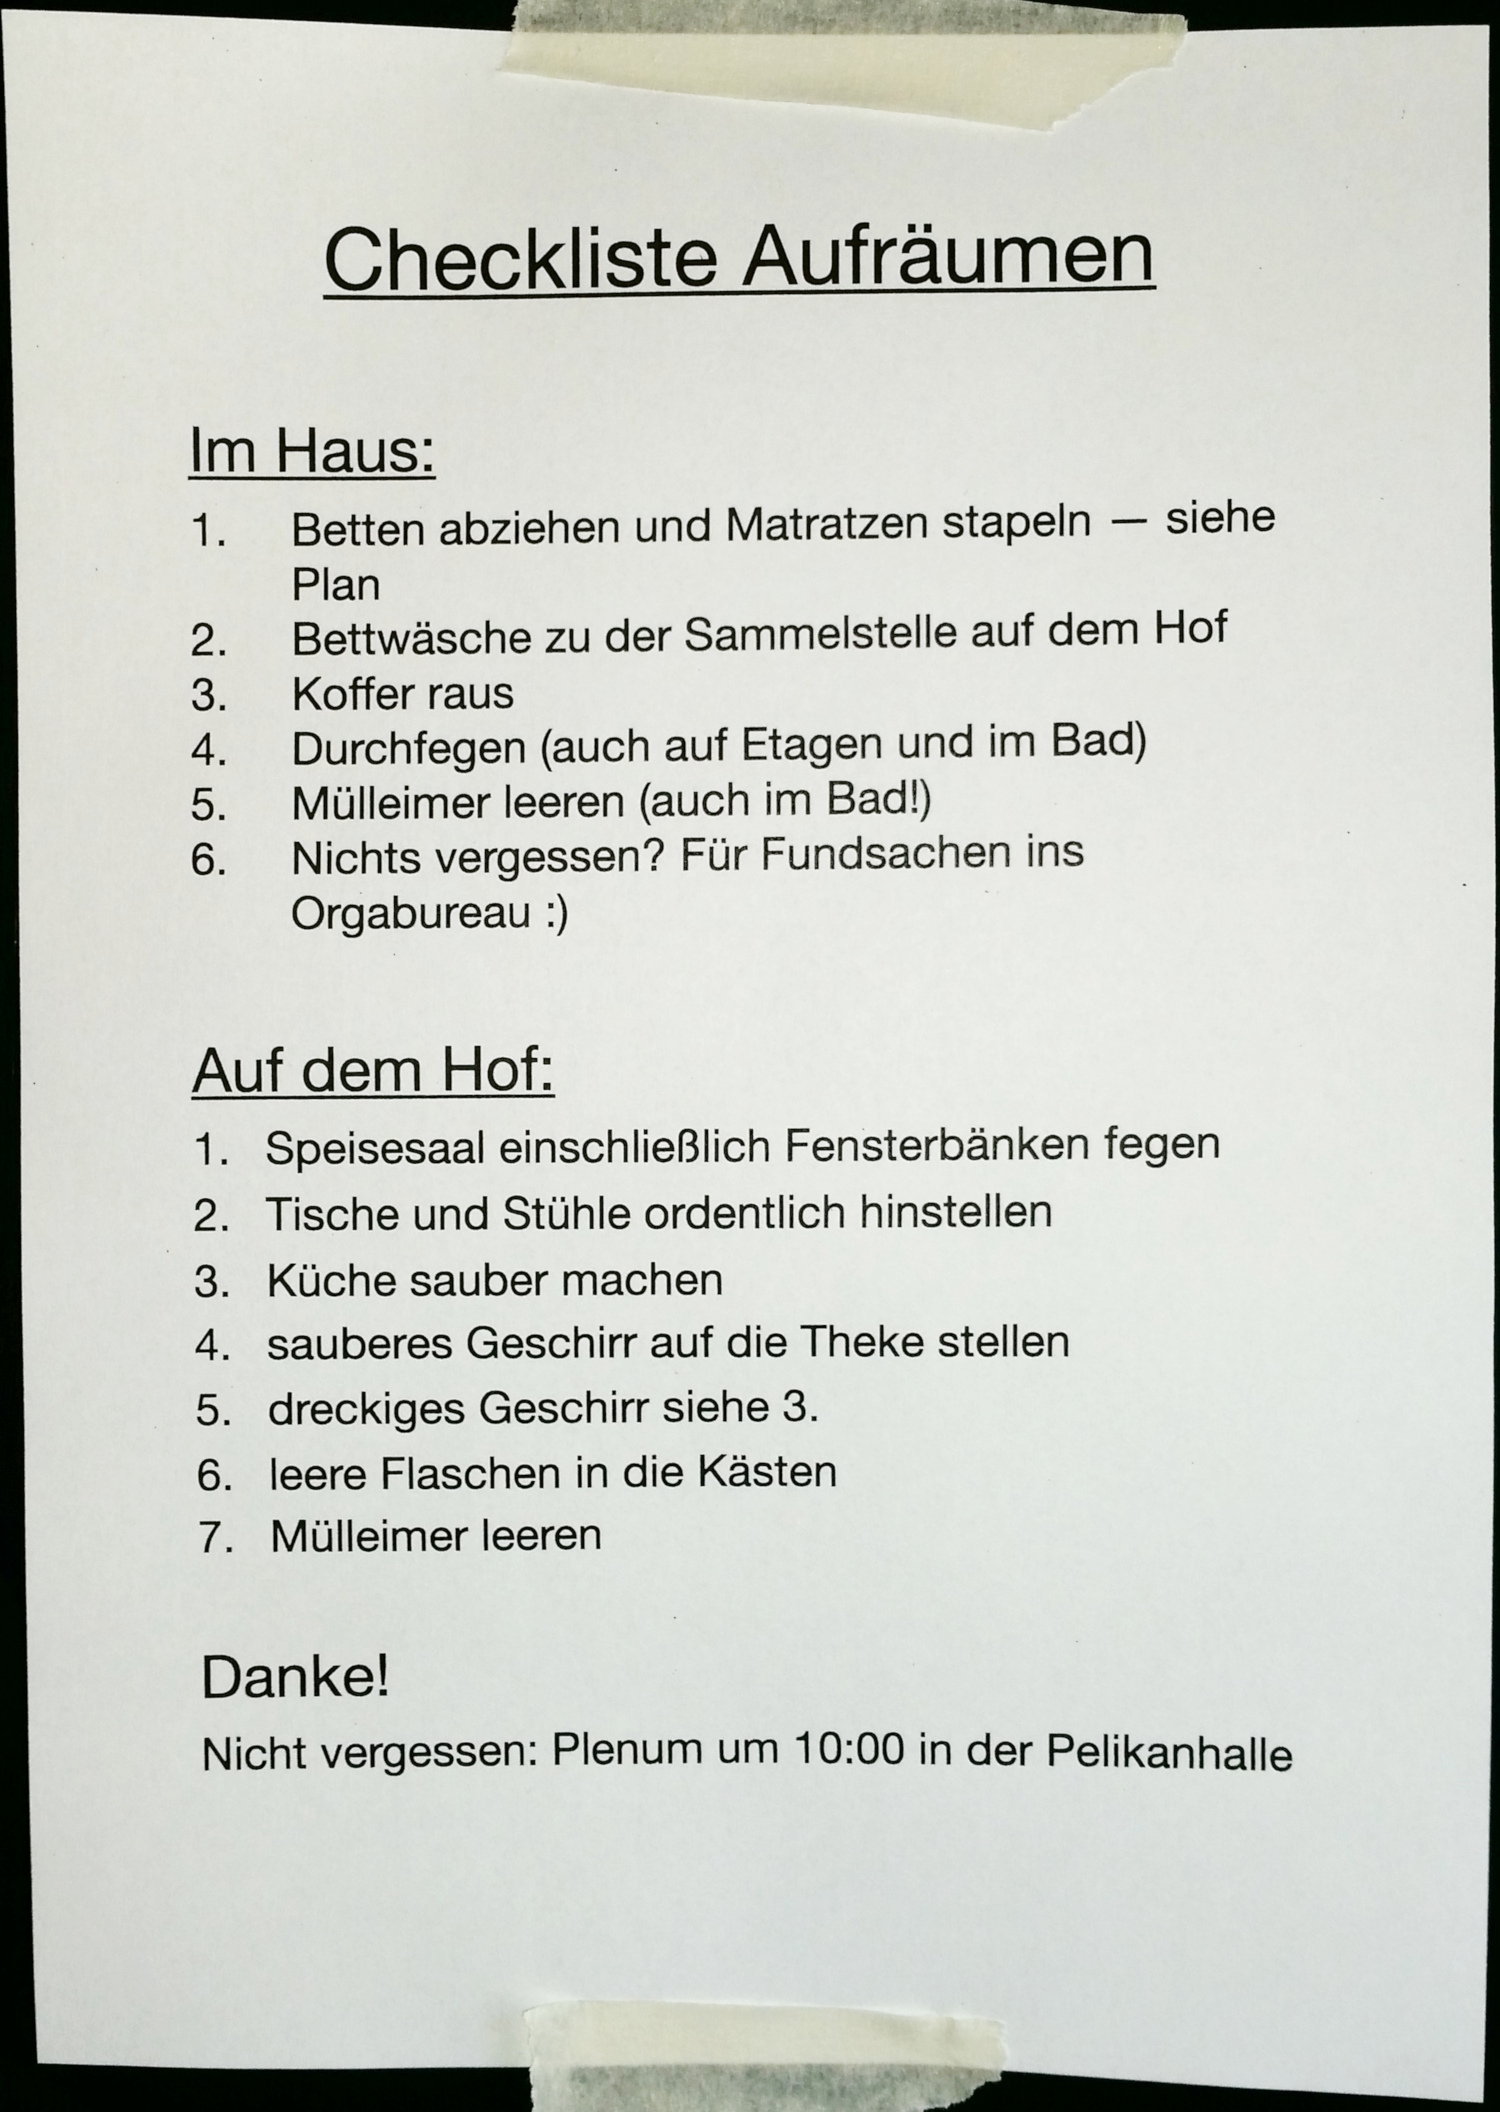 Checkliste Aufräumen
Im Haus:
1. Betten abziehen und Matratzen stapeln — siehe
Plan
2. Bettwäsche zu der Sammelstelle auf dem Hof
3. Koffer raus
4. Durchfegen (auch auf Etagen und im Bad)
5. Mülleimer leeren (auch im Bad!)
6. Nichts vergessen? Für Fundsachen ins
Orgabureau :)
Auf dem Hof:
1. Speisesaal einschließlich Fensterbänken fegen
2. Tische und Stühle ordentlich hinstellen
3. Küche sauber machen
4. sauberes Geschirr auf die Theke stellen
5. dreckiges Geschirr siehe 3.
6. leere Flaschen in die Kästen
7. Mülleimer leeren
Danke!
Nicht vergessen: Plenum um 10:00 in der Pelikanhalle